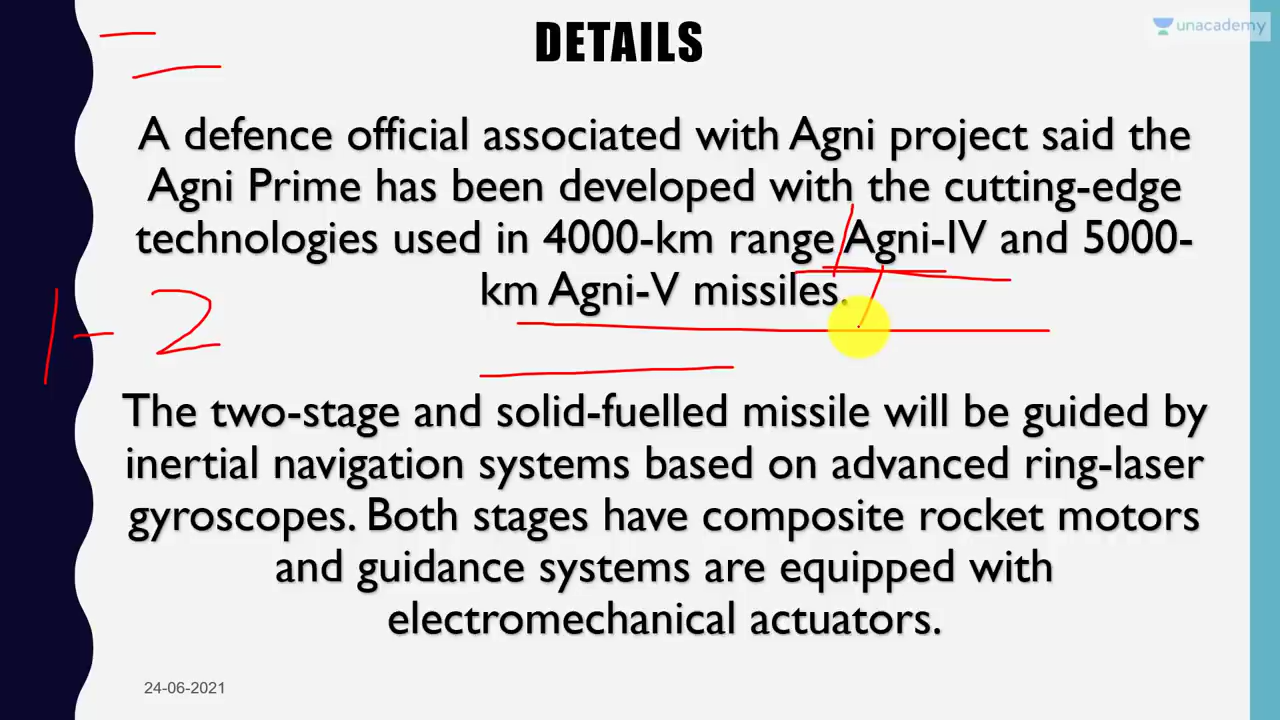 DETAILS
unacademy
A defence official associated with Agni project said the
Agni Prime has been developed with the cutting-edge
technologies used in 4000-km range Agni-IV and 5000-
km Agni-V missiles.
1- 2
The two-stage and solid-fuelled missile will be guided by
inertial navigation systems based on advanced ring-laser
gyroscopes. Both stages have composite rocket motors
and guidance systems are equipped with
electromechanical actuators.
24-06-2021